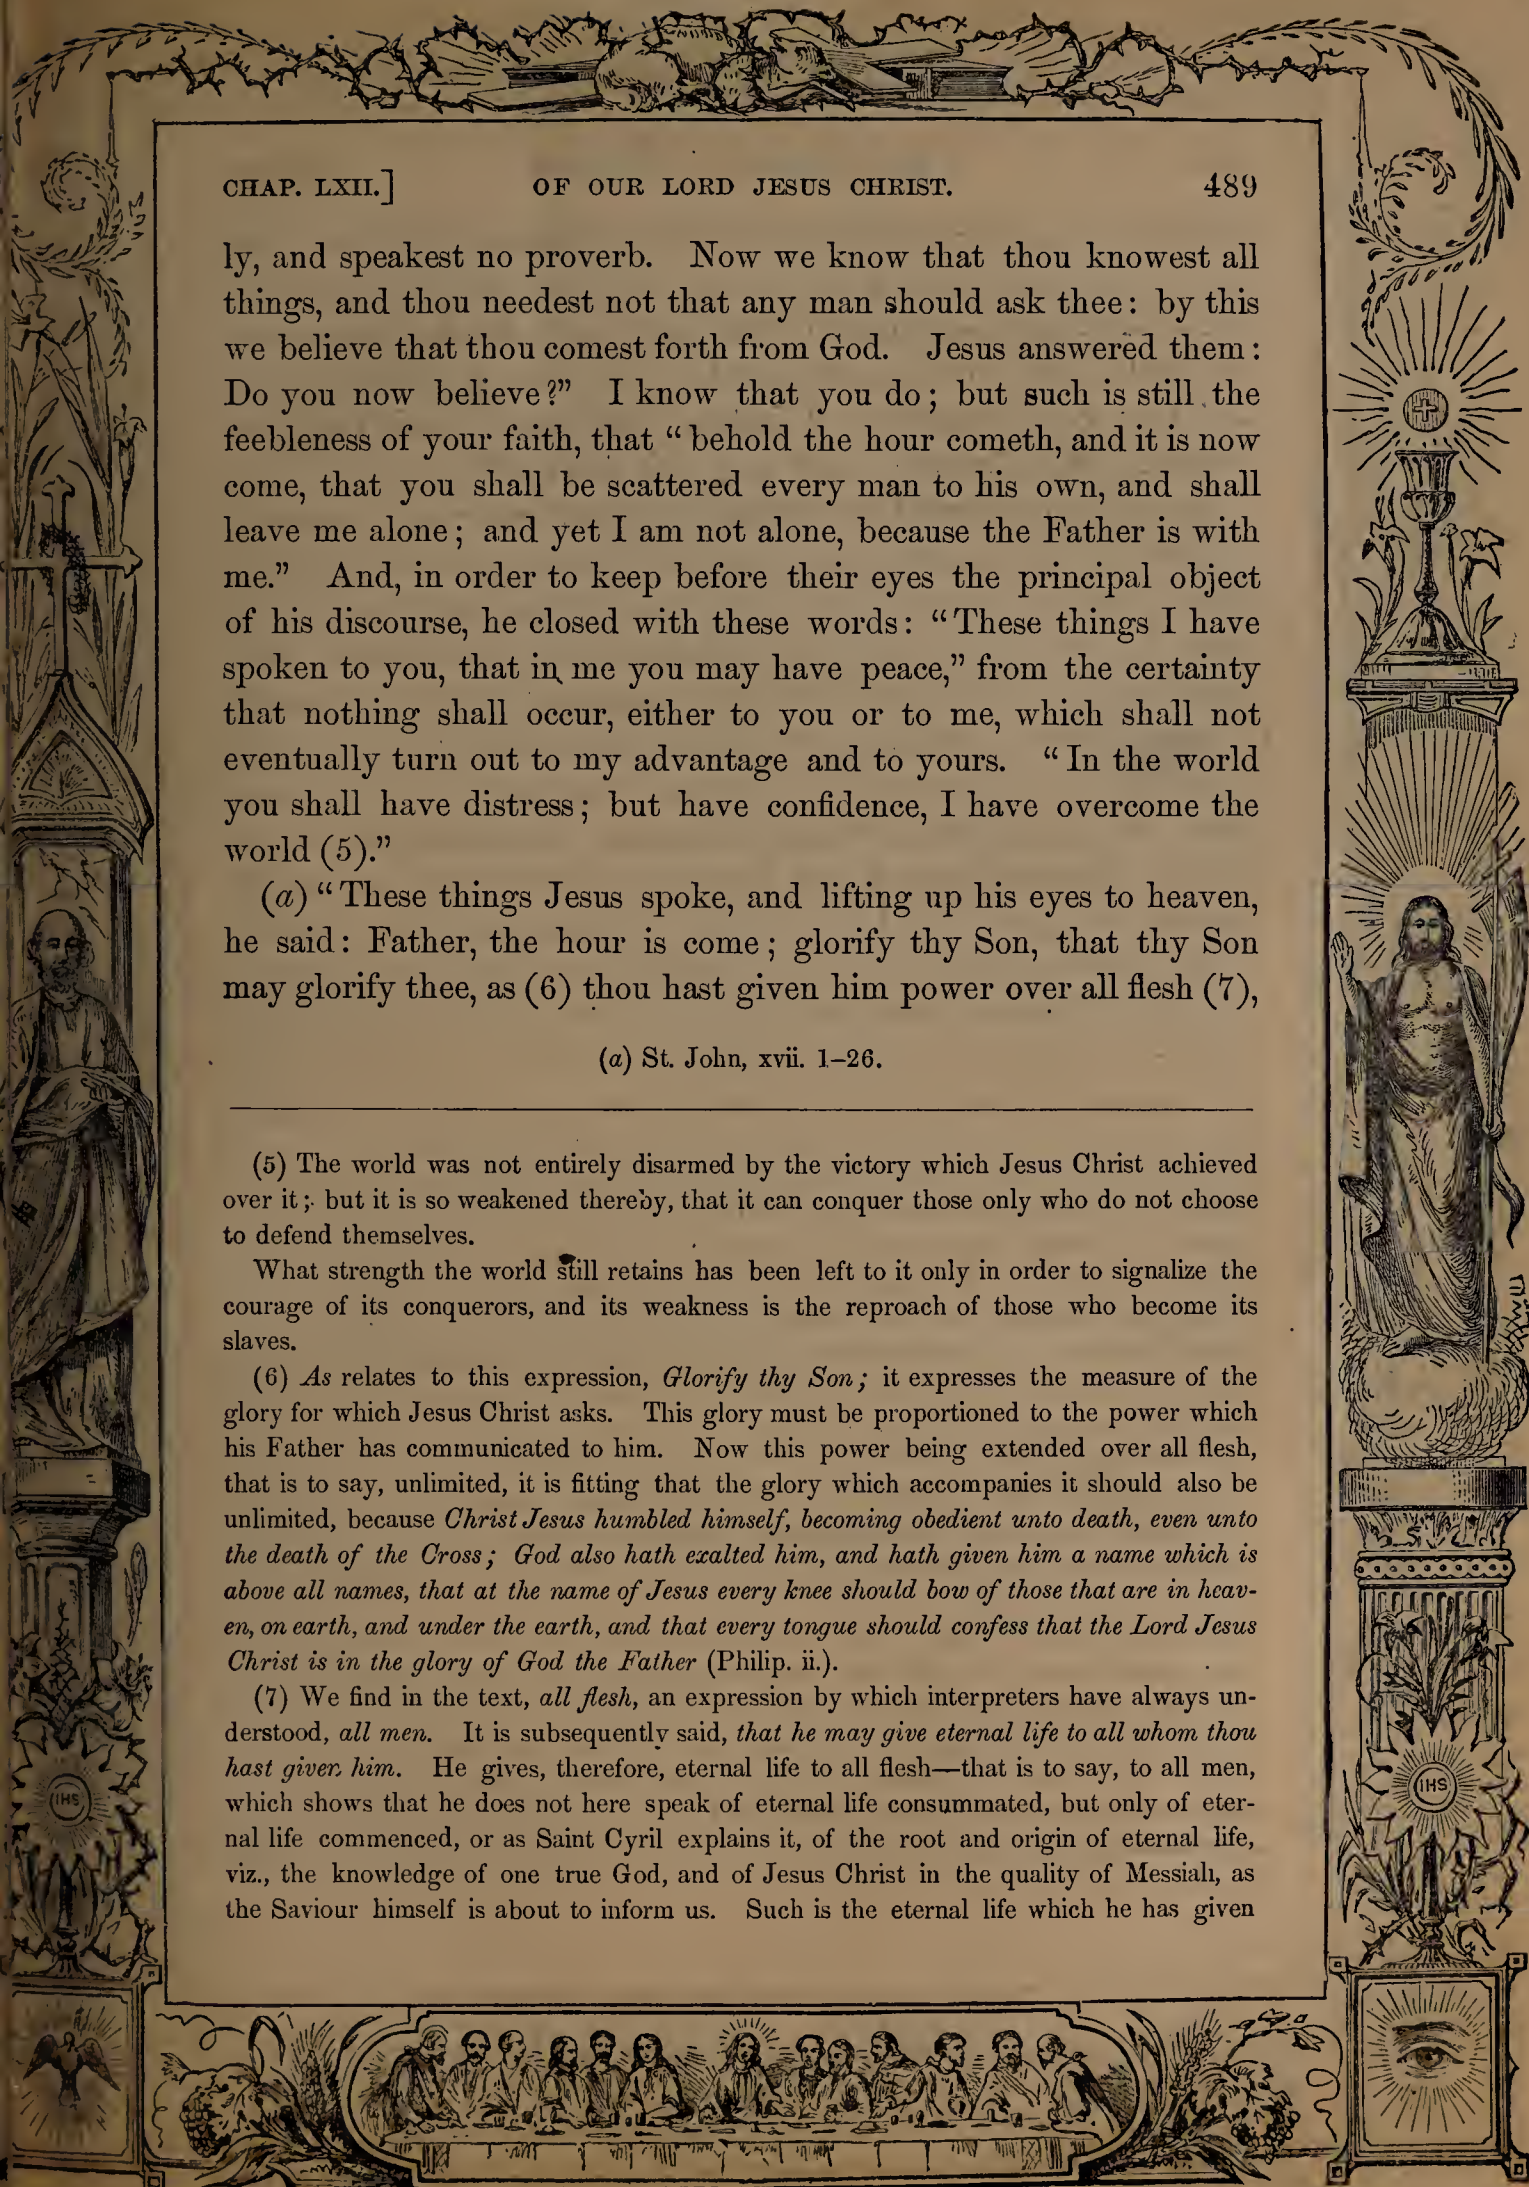 CHAP. LXII.] OF OUR LORD JESUS CHRIST. 489
ly, and speakest no proverb. Now we know that thou knowest all
things, and thou needest not that any man should ask thee: by this
we believe that thou comest forth from God. Jesus answered them:
Do you now believe?” I know that you do; but such is still the
feebleness of your faith, that “behold the hour cometh, and it is now
come, that you shall be scattered every man to his own, and shall
leave me alone; and yet I am not alone, because the Father is with
me.” And, in order to keep before their eyes the principal object
of his discourse, he closed with these words: “These things I have
spoken to you, that in me you may have peace,” from the certainty
that nothing shall occur, either to you or to me, which shall not
eventually turn out to my advantage and to yours. “In the world
you shall have distress; but have confidence, I have overcome the
world (5).”
(a) “These things Jesus spoke, and lifting up his eyes to heaven,
he said: Father, the hour is come; glorify thy Son, that thy Son
may glorify thee, as (6) thou hast given him power over all flesh (7),
(a) St. John, xvii. 1–26.
(5) The world was not entirely disarmed by the victory which Jesus Christ achieved
over it; but it is so weakened thereby, that it can conquer those only who do not choose
to defend themselves.
What strength the world still retains has been left to it only in order to signalize the
courage of its conquerors, and its weakness is the reproach of those who become its
slaves.
(6) As relates to this expression, Glorify thy Son; it expresses the measure of the
glory for which Jesus Christ asks. This glory must be proportioned to the power which
his Father has communicated to him. Now this power being extended over all flesh,
that is to say, unlimited, it is fitting that the glory which accompanies it should also be
unlimited, because Christ Jesus humbled himself, becoming obedient unto death, even unto
the death of the Cross; God also hath exalted him, and hath given him a name which is
above all names, that at the name of Jesus every knee should bow of those that are in heav-
en, on earth, and under the earth, and that every tongue should confess that the Lord Jesus
Christ is in the glory of God the Father (Philip. ii.).
(7) We find in the text, all flesh, an expression by which interpreters have always un-
derstood, all men. It is subsequently said, that he may give eternal life to all whom thou
hast given him. He gives, therefore, eternal life to all flesh—that is to say, to all men,
which shows that he does not here speak of eternal life consummated, but only of eter-
nal life commenced, or as Saint Cyril explains it, of the root and origin of eternal life,
viz., the knowledge of one true God, and of Jesus Christ in the quality of Messiah, as
the Saviour himself is about to inform us. Such is the eternal life which he has given
IHS
IHS